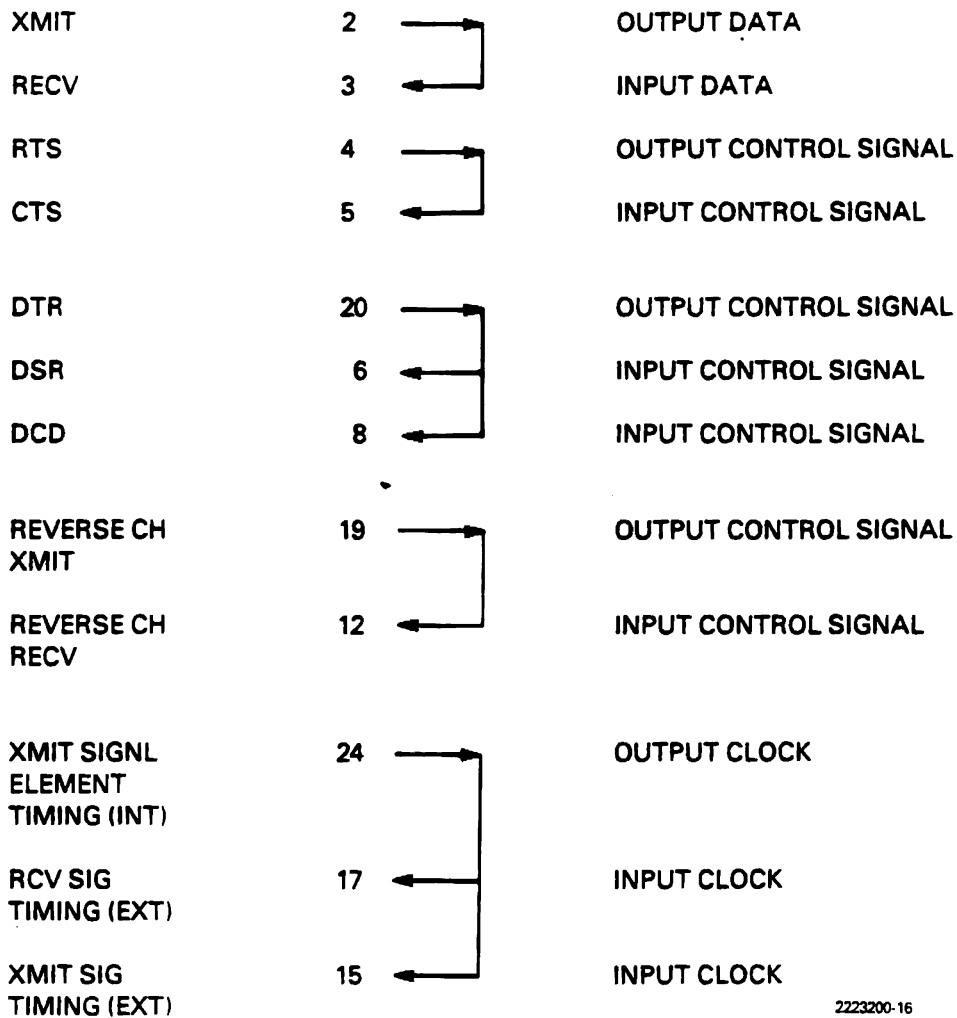 XMIT 2 OUTPUT DATA
RECV 3 INPUT DATA
RTS 4 OUTPUT CONTROL SIGNAL
CTS 5 INPUT CONTROL SIGNAL
DTR 20 OUTPUT CONTROL SIGNAL
DSR 6 INPUT CONTROL SIGNAL
DCD 8 INPUT CONTROL SIGNAL
REVERSE CH 19 OUTPUT CONTROL SIGNAL
XMIT
REVERSE CH 12 INPUT CONTROL SIGNAL
RECV
XMIT SIGNL 24 OUTPUT CLOCK
ELEMENT
TIMING (INT)
RCV SIG 17 INPUT CLOCK
TIMING (EXT)
XMIT SIG 15 INPUT CLOCK
TIMING (EXT)
2223200-16